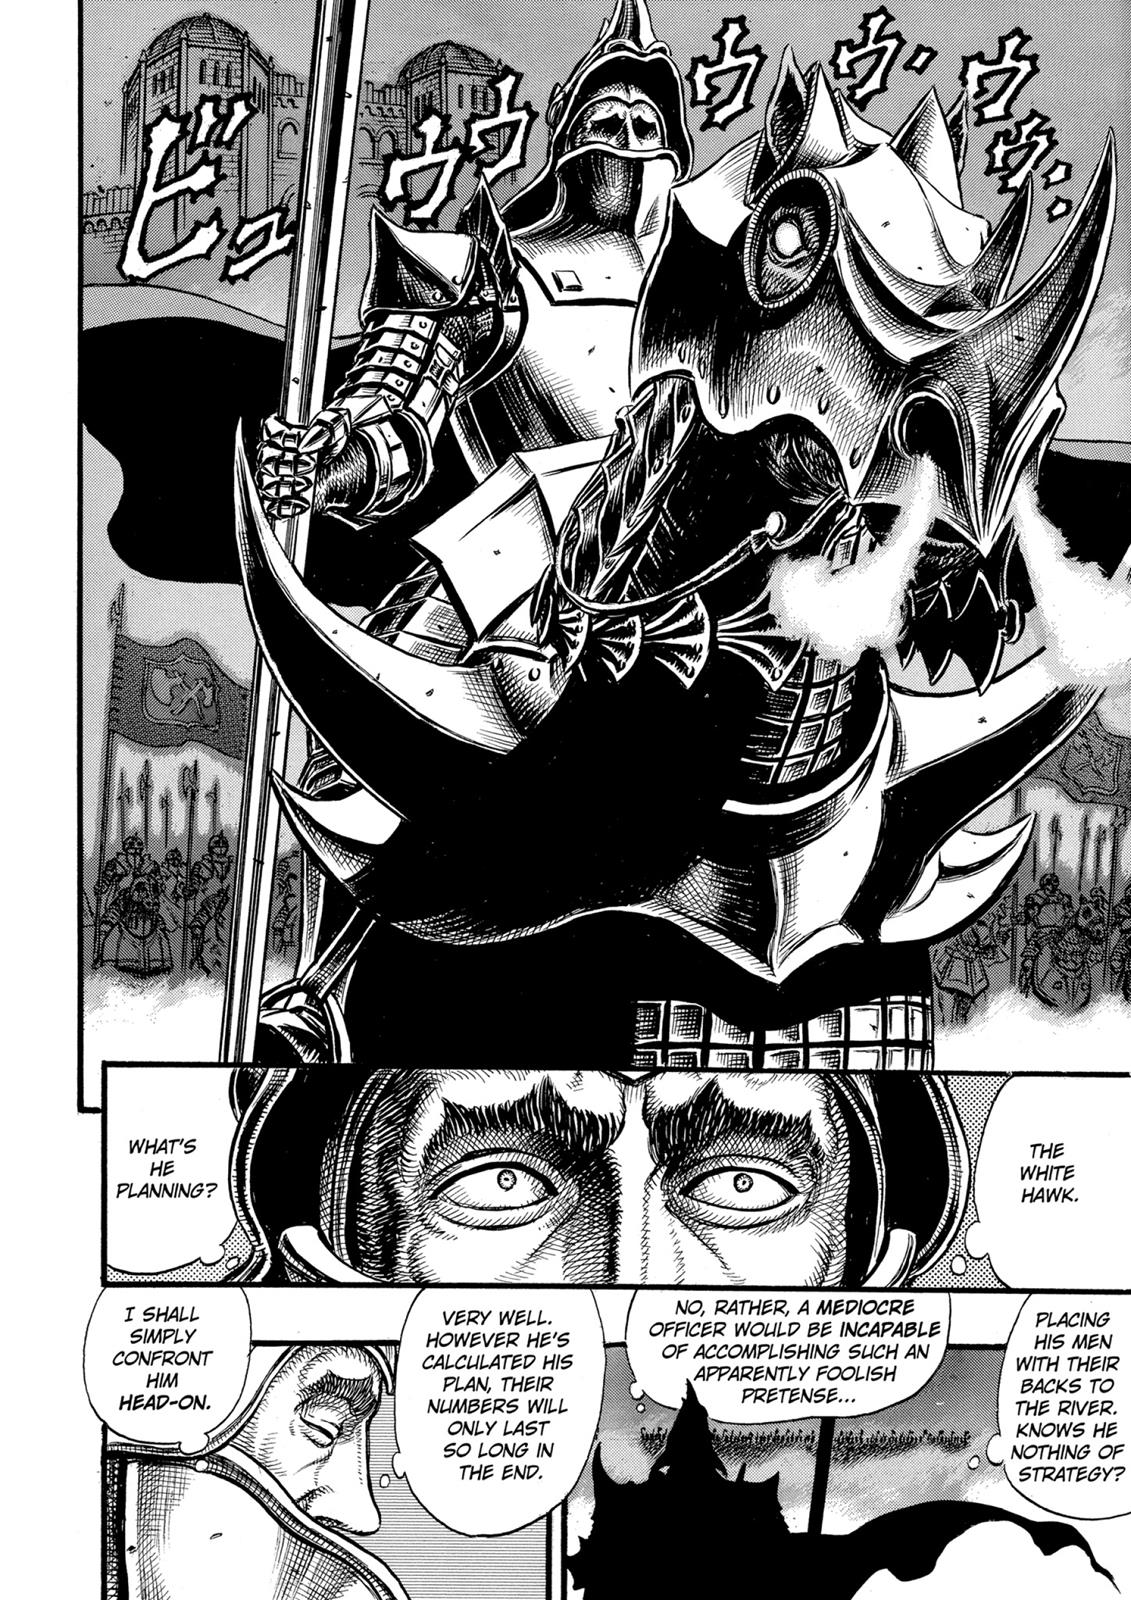 ビュウウウウ・ウウ・
THE
WHITE
HAWK.
WHAT'S
HE
PLANNING?
PLACING
HIS MEN
WITH THEIR
BACKS TO
THE RIVER.
KNOWS HE
NOTHING OF
STRATEGY?
NO, RATHER, A MEDIOCRE
OFFICER WOULD BE INCAPABLE
OF ACCOMPLISHING SUCH AN
APPARENTLY FOOLISH
PRETENSE...
VERY WELL.
HOWEVER HE'S
CALCULATED HIS
PLAN, THEIR
NUMBERS WILL
ONLY LAST
SO LONG IN
THE END.
I SHALL
SIMPLY
CONFRONT
HIM
HEAD-ON.